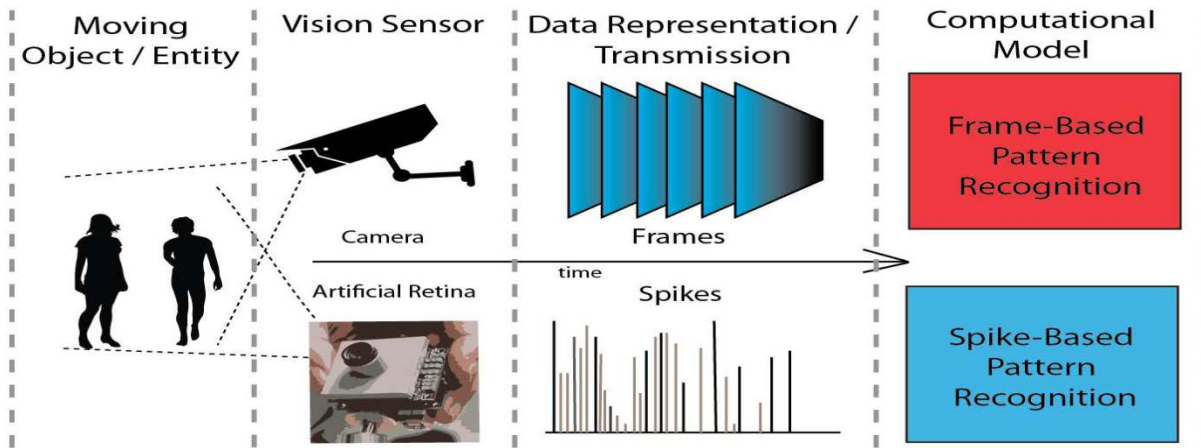 Moving
Object / Entity
Vision Sensor
Data Representation /
Transmission
Computational
Model
Frame-Based
Pattern
Recognition
Camera
Frames
time
Artificial Retina
Spikes
Spike-Based
Pattern
Recognition